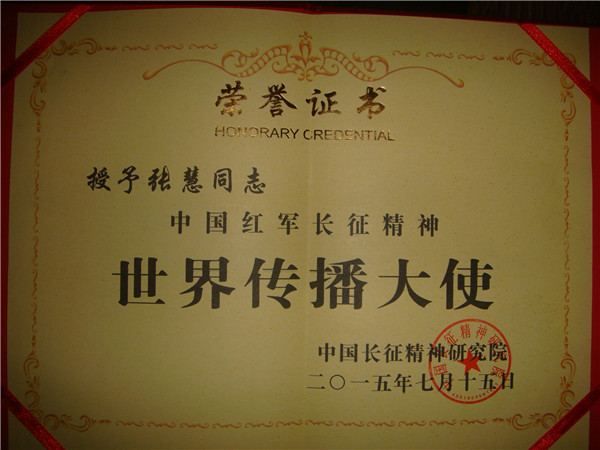 荣誉证书
HONORARY CREDENTIAL
授予张慧同志
中国红军长征精神
世界传播大使
中国长征精神研究院
二〇一五年七月十五日